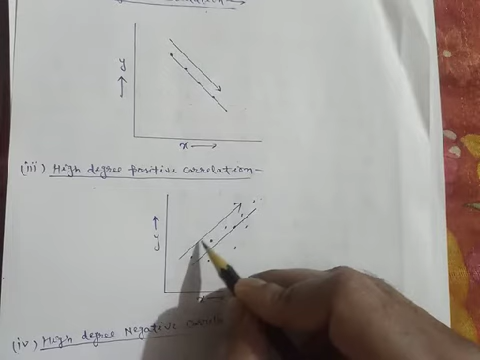 y
x
(iii) High degree positive correlation-
y
x
(iv) High degree Negative